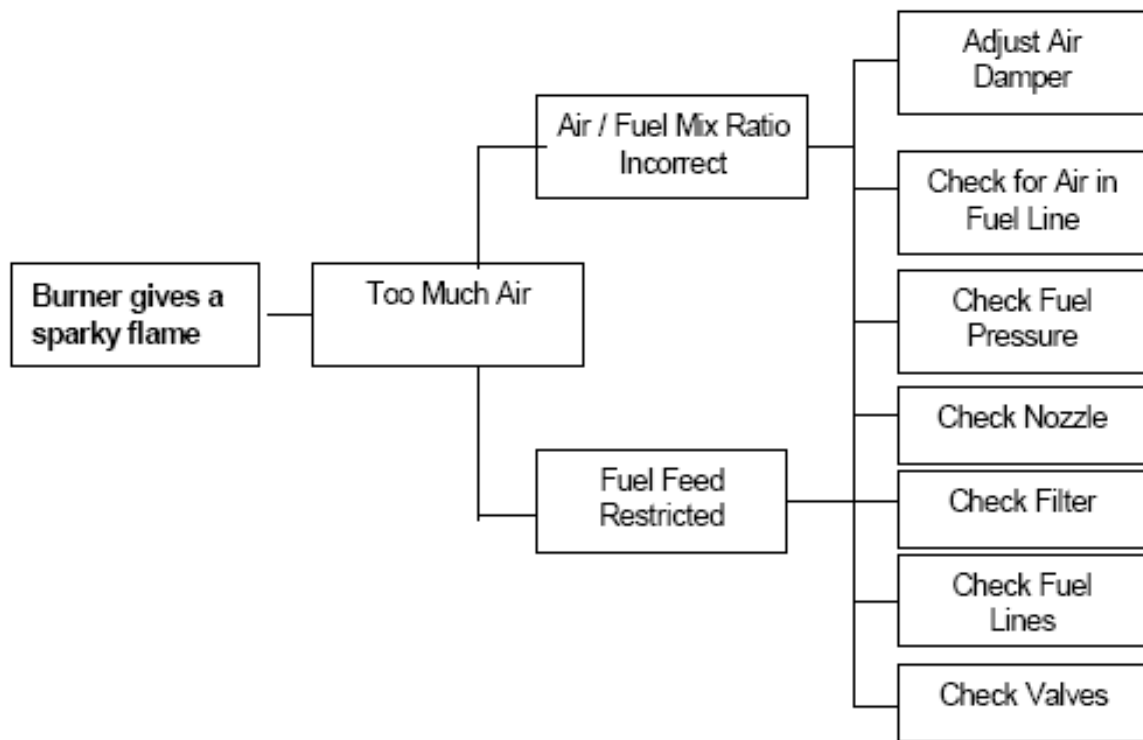 Burner gives a
sparky flame
Too Much Air
Air / Fuel Mix Ratio
Incorrect
Fuel Feed
Restricted
Adjust Air
Damper
Check for Air in
Fuel Line
Check Fuel
Pressure
Check Nozzle
Check Filter
Check Fuel
Lines
Check Valves